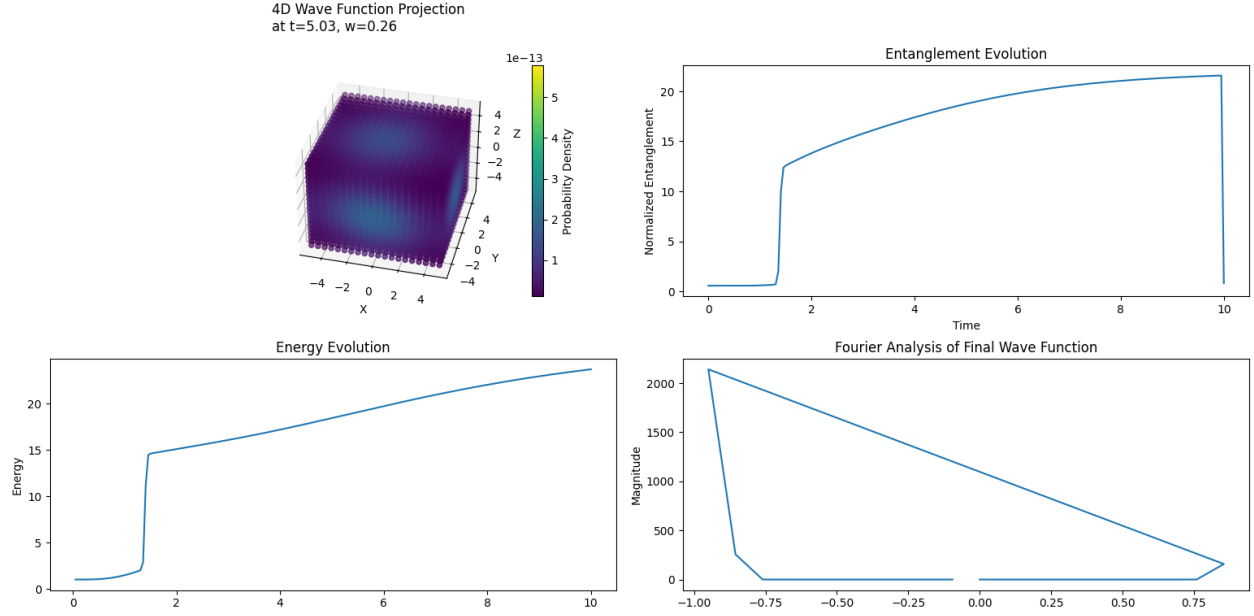 4D Wave Function Projection
at t=5.03, w=0.26
1e−13
5
4
3
2
1
Probability Density
4
2
0
−2
−4
Z
4
2
0
−2
−4
Y
−4 −2 0 2 4
X
Entanglement Evolution
20
15
10
5
0
Normalized Entanglement
0 2 4 6 8 10
Time
Energy Evolution
20
15
10
5
0
Energy
0 2 4 6 8 10
Fourier Analysis of Final Wave Function
2000
1500
1000
500
0
Magnitude
−1.00 −0.75 −0.50 −0.25 0.00 0.25 0.50 0.75